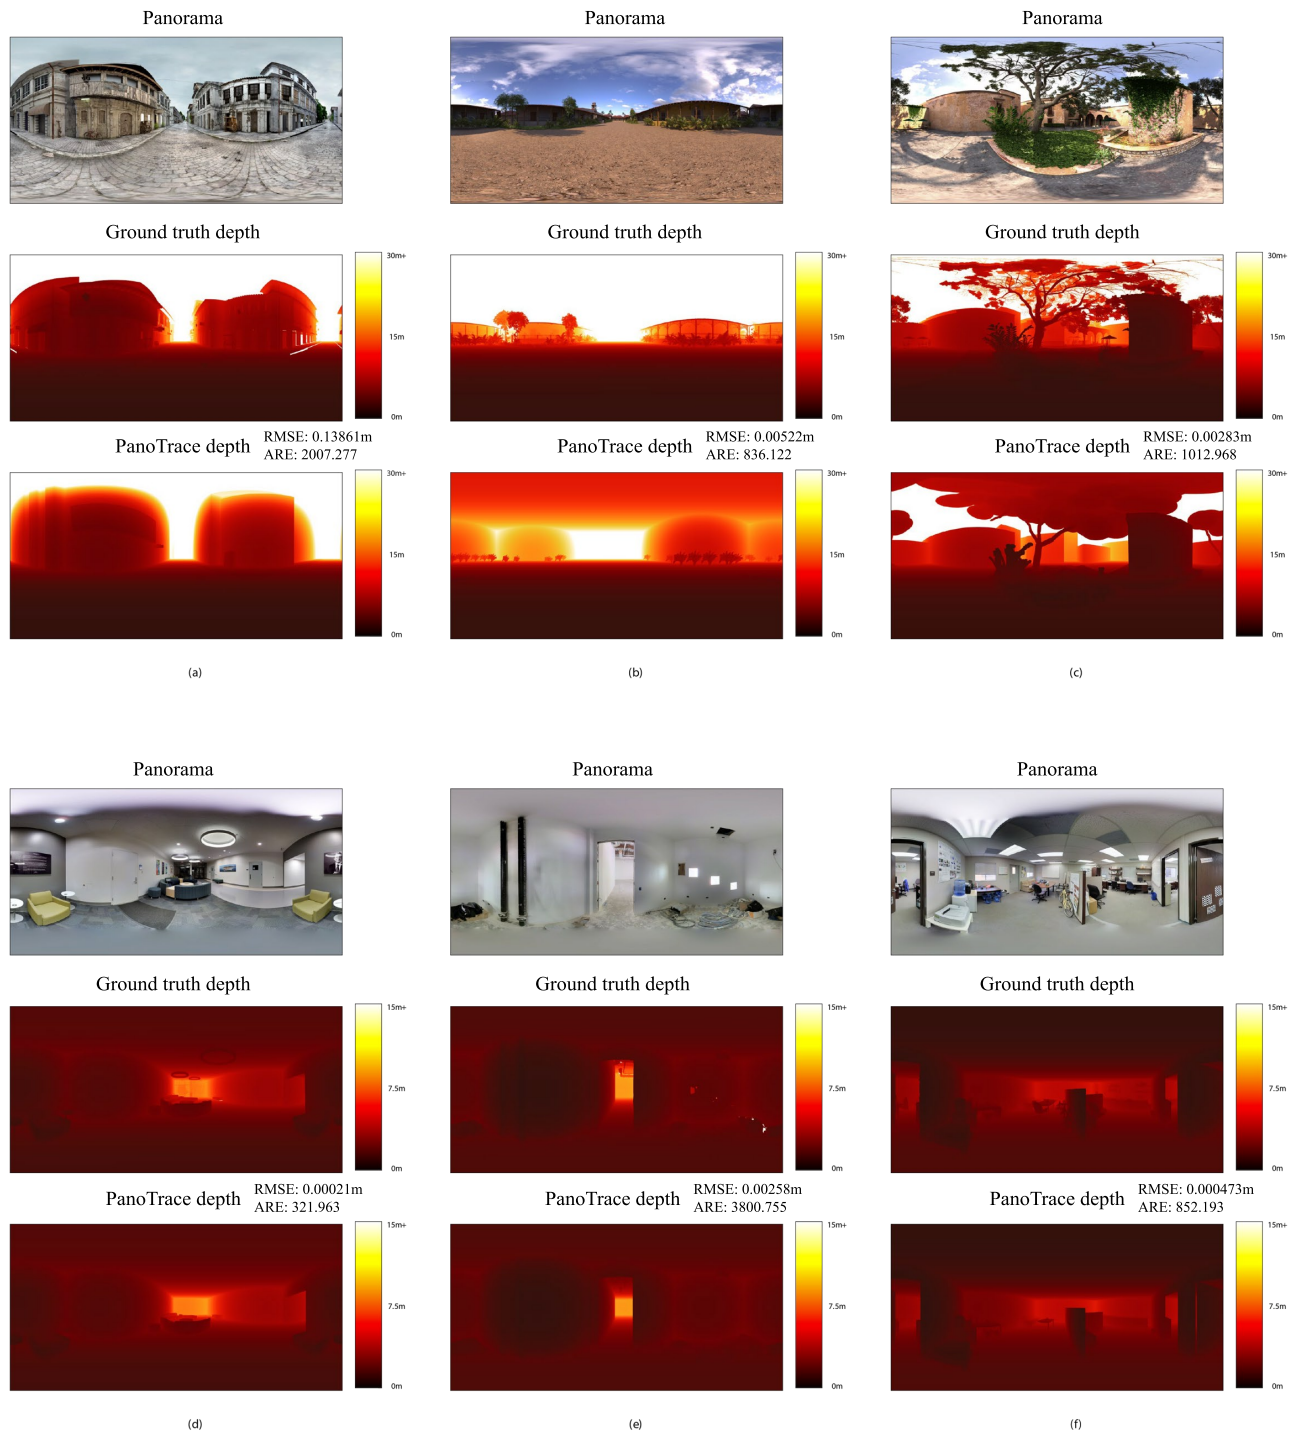 Panorama
Panorama
Panorama
Ground truth depth
Ground truth depth
Ground truth depth
30m+
15m
0m
30m+
15m
0m
30m+
15m
0m
PanoTrace depth
RMSE: 0.13861m
ARE: 2007.277
PanoTrace depth
RMSE: 0.00522m
ARE: 836.122
PanoTrace depth
RMSE: 0.00283m
ARE: 1012.968
30m+
15m
0m
30m+
15m
0m
30m+
15m
0m
(a)
(b)
(c)
Panorama
Panorama
Panorama
Ground truth depth
Ground truth depth
Ground truth depth
15m+
7.5m
0m
15m+
7.5m
0m
15m+
7.5m
0m
PanoTrace depth
RMSE: 0.00021m
ARE: 321.963
PanoTrace depth
RMSE: 0.00258m
ARE: 3800.755
PanoTrace depth
RMSE: 0.000473m
ARE: 852.193
15m+
7.5m
0m
15m+
7.5m
0m
15m+
7.5m
0m
(d)
(e)
(f)